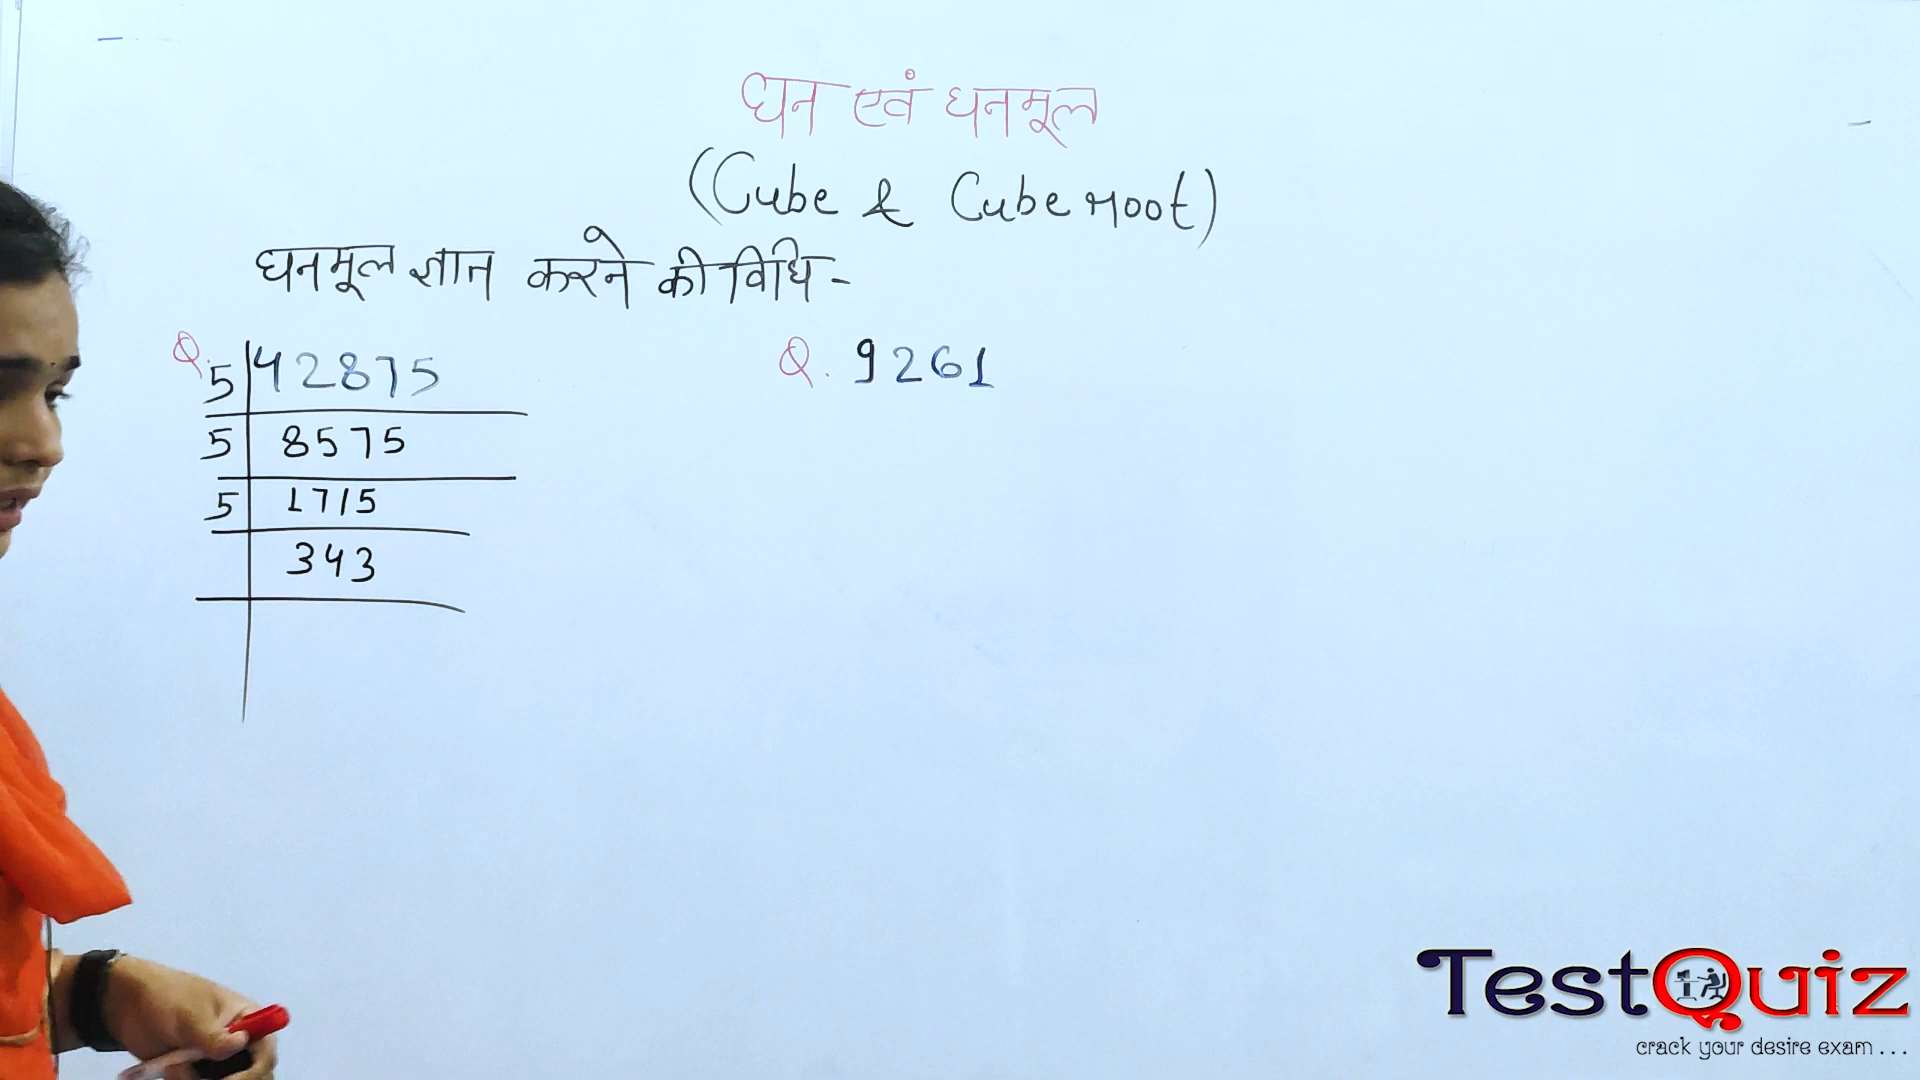 घन एवं घनमूल
(Cube & Cube root)
घनमूल ज्ञात करने की विधि -
Q. 5 42875
5 8575
5 1715
343
Q. 9261
TestQuiz
crack your desire exam . . .